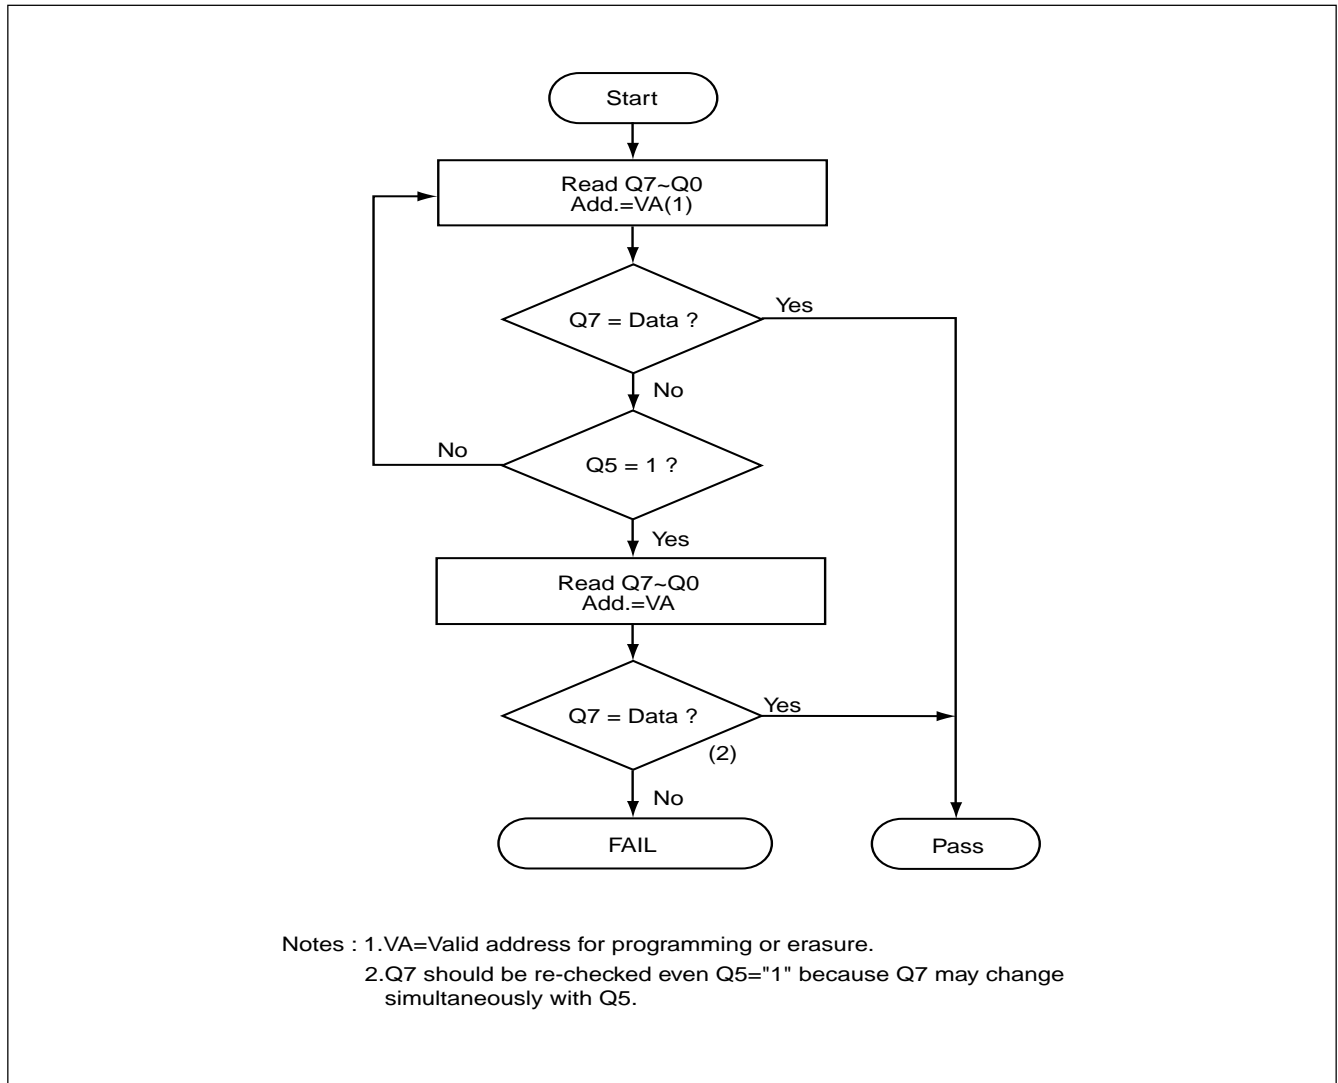 Start
Read Q7~Q0
Add.=VA(1)
Q7 = Data ?
Yes
No
No
Q5 = 1 ?
Yes
Read Q7~Q0
Add.=VA
Q7 = Data ?
Yes
(2)
No
FAIL
Pass
Notes : 1.VA=Valid address for programming or erasure.
2.Q7 should be re-checked even Q5="1" because Q7 may change
simultaneously with Q5.